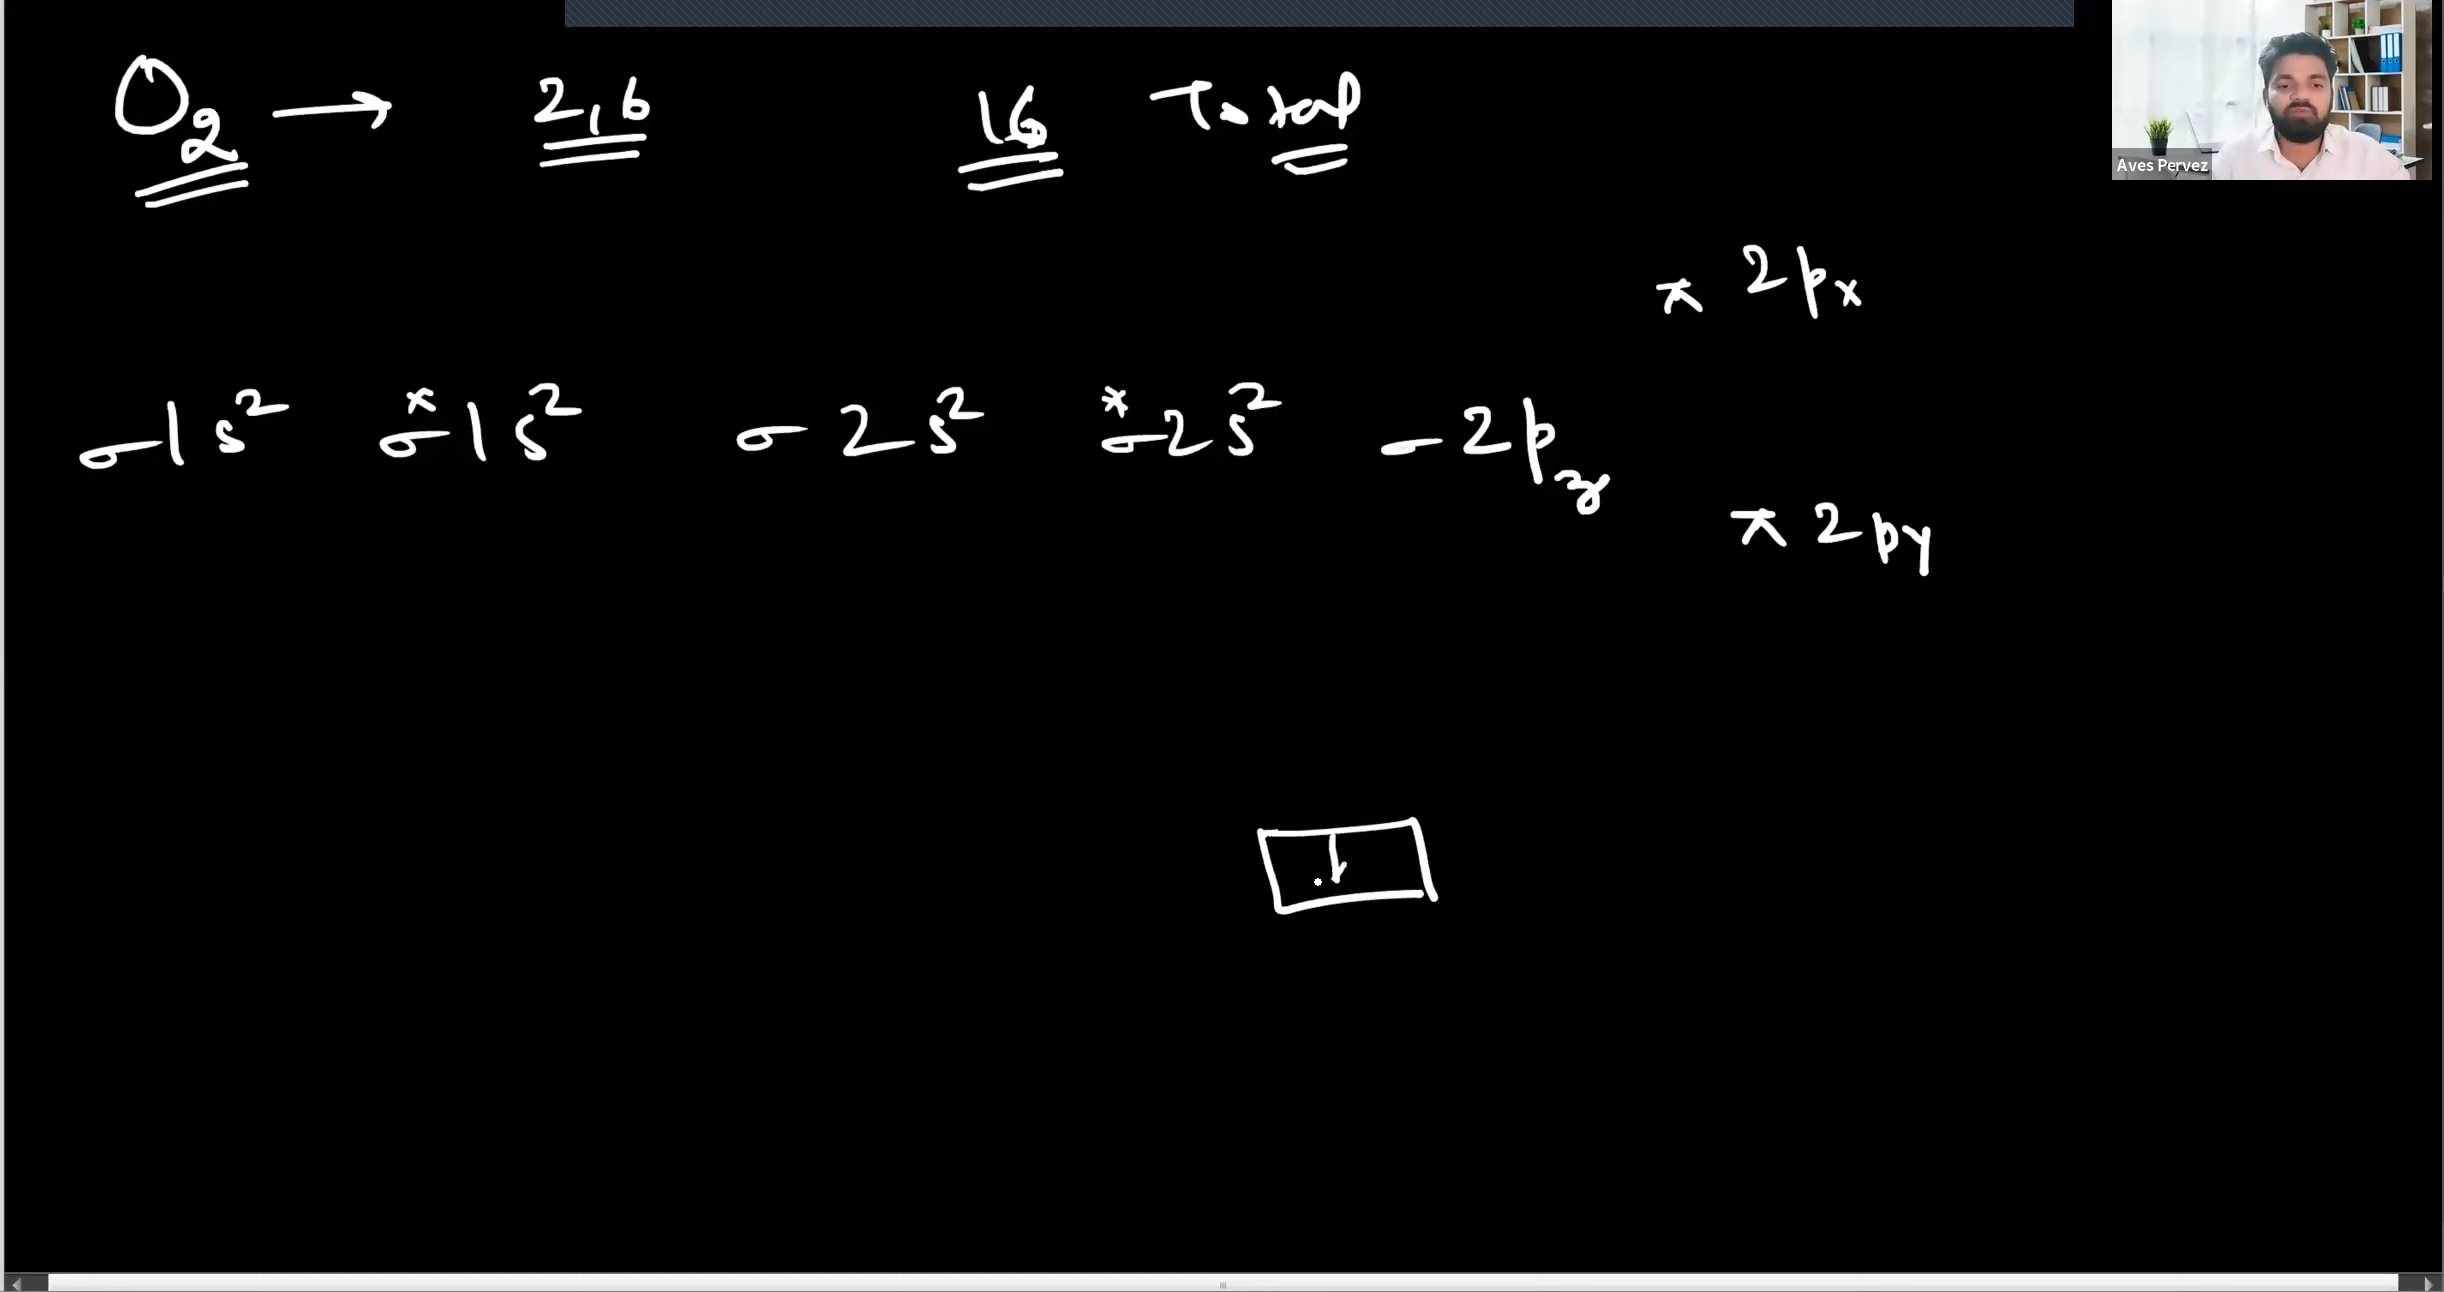 O₂ → 2,6 16 Total
Aves Pervez
π 2px
σ1s² σ*1s² σ2s² σ*2s² σ2pz
π 2py